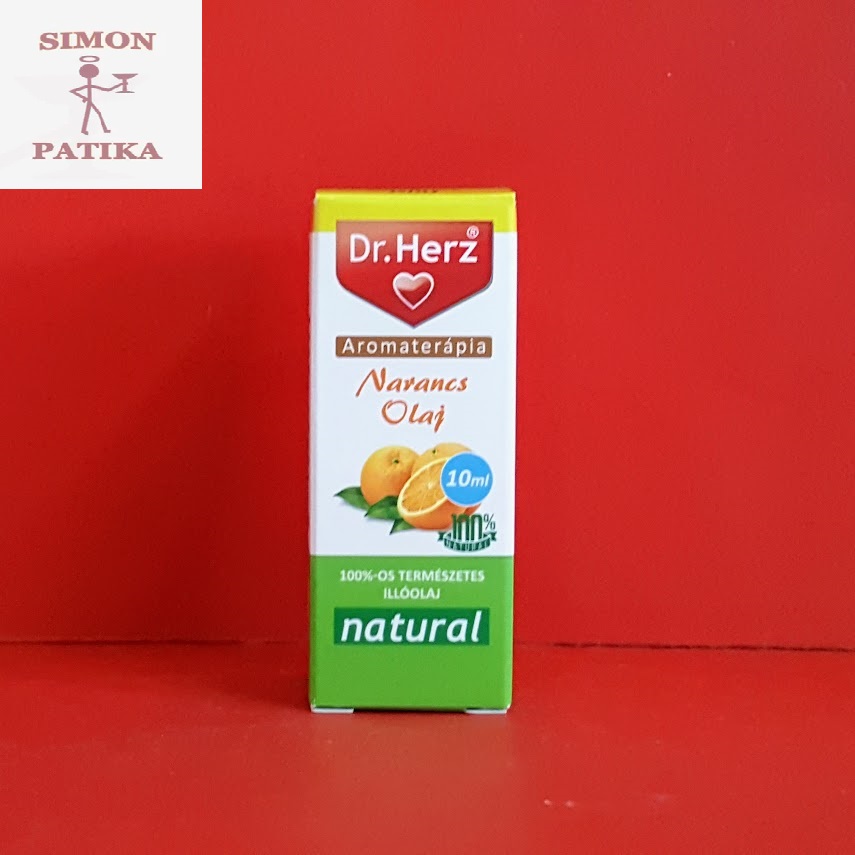 SIMON
PATIKA
Dr.Herz®
Aromaterápia
Narancs
Olaj
10ml
100%
NATURAL
100%-OS TERMÉSZETES
ILLÓOLAJ
natural